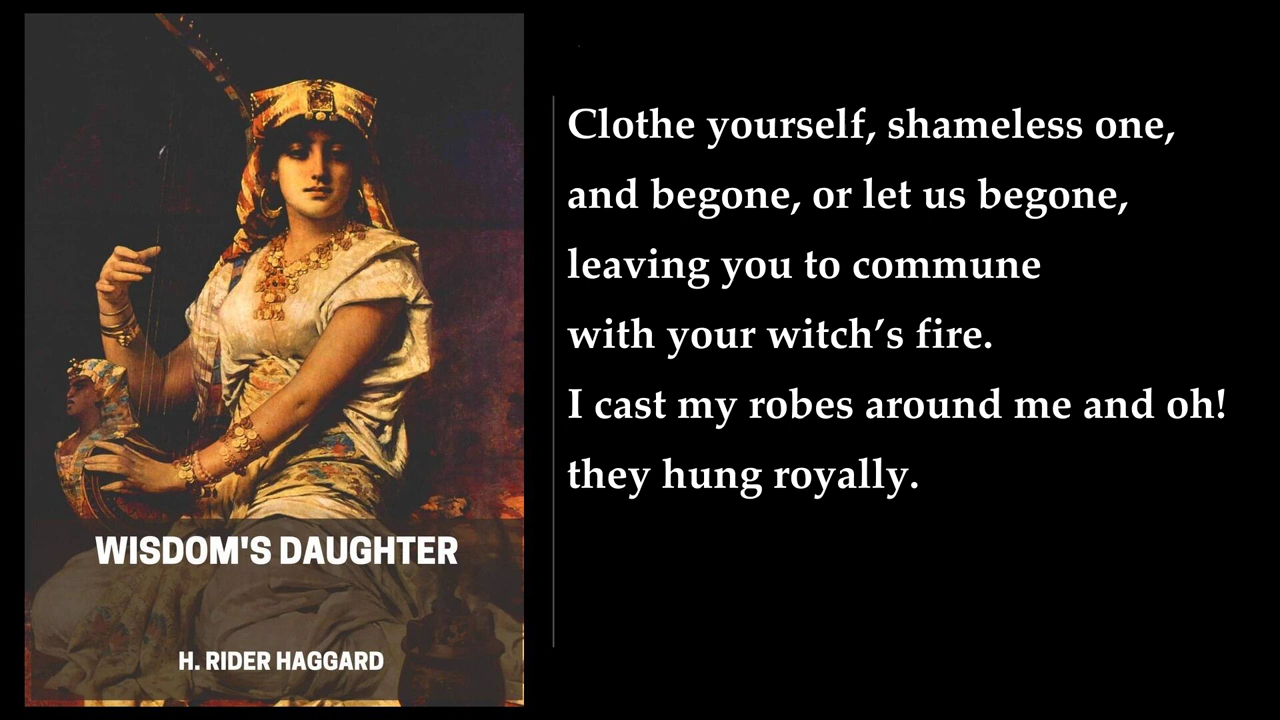 WISDOM'S DAUGHTER
H. RIDER HAGGARD
Clothe yourself, shameless one,
and begone, or let us begone,
leaving you to commune
with your witch’s fire.
I cast my robes around me and oh!
they hung royally.